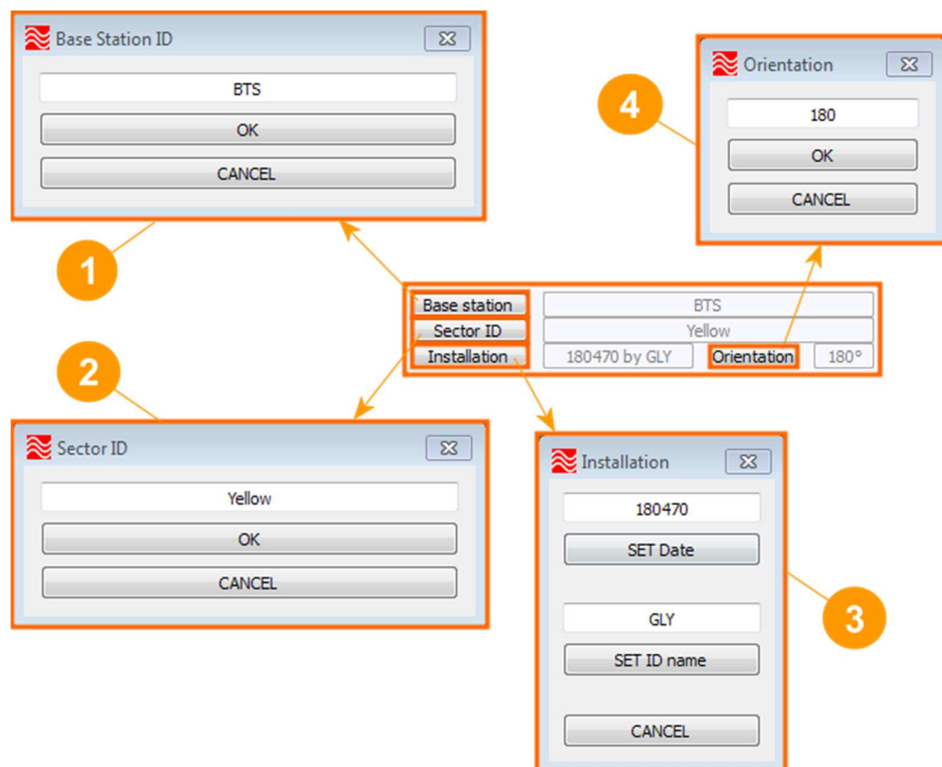 Base Station ID
BTS
OK
CANCEL
1
Orientation
180
OK
CANCEL
4
Base station BTS
Sector ID Yellow
Installation 180470 by GLY Orientation 180°
2
Sector ID
Yellow
OK
CANCEL
Installation
180470
SET Date
GLY
SET ID name
CANCEL
3